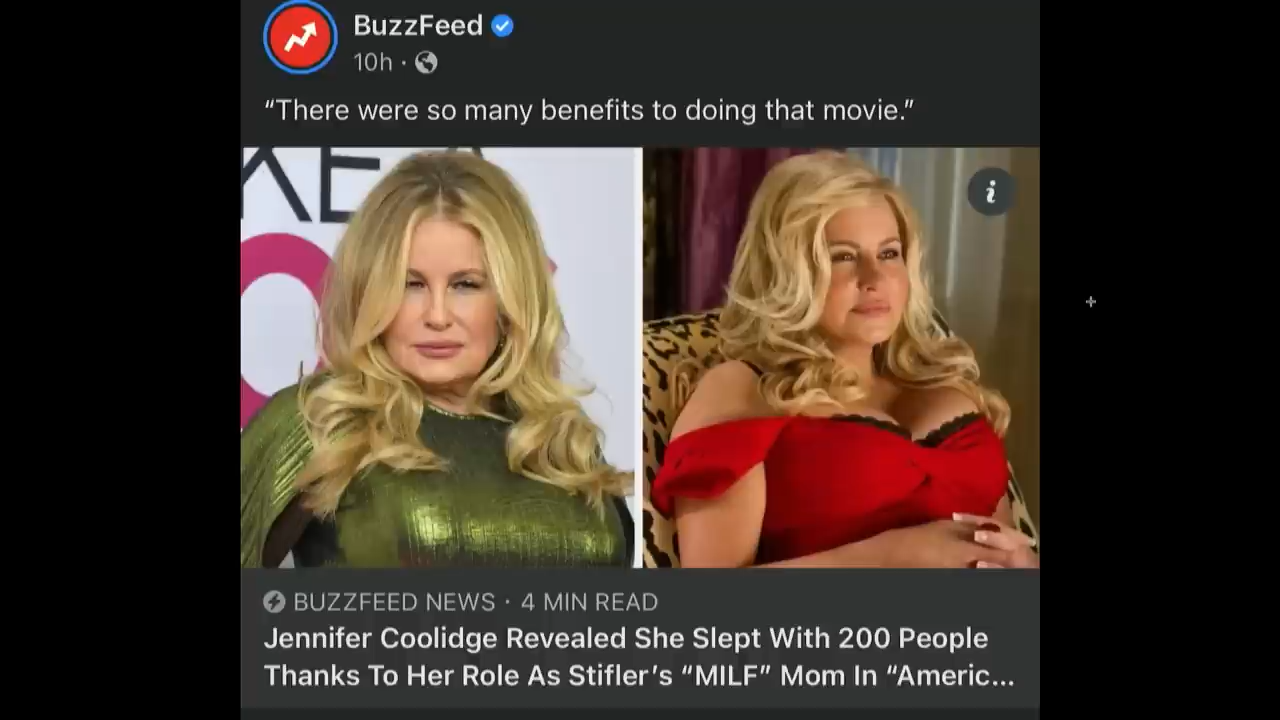 BuzzFeed
10h ·
“There were so many benefits to doing that movie.”
KE A
BUZZFEED NEWS · 4 MIN READ
Jennifer Coolidge Revealed She Slept With 200 People
Thanks To Her Role As Stifler’s “MILF” Mom In “Americ...